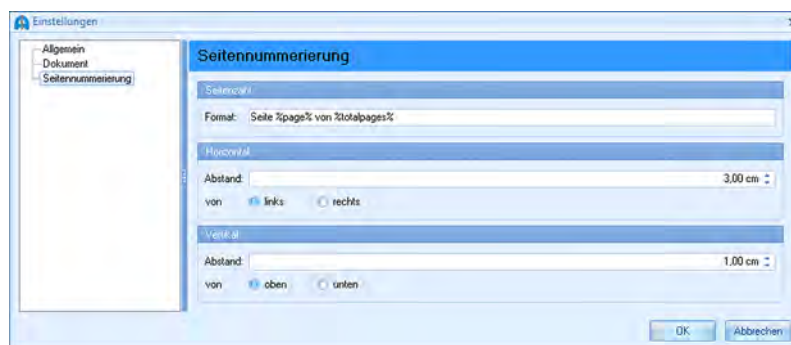 Einstellungen
Allgemein
Dokument
Seitennummerierung
Seitennummerierung
Seitenzahl
Format: Seite %page% von %totalpages%
Horizontal
Abstand: 3,00 cm
von links rechts
Vertikal
Abstand: 1,00 cm
von oben unten
OK Abbrechen